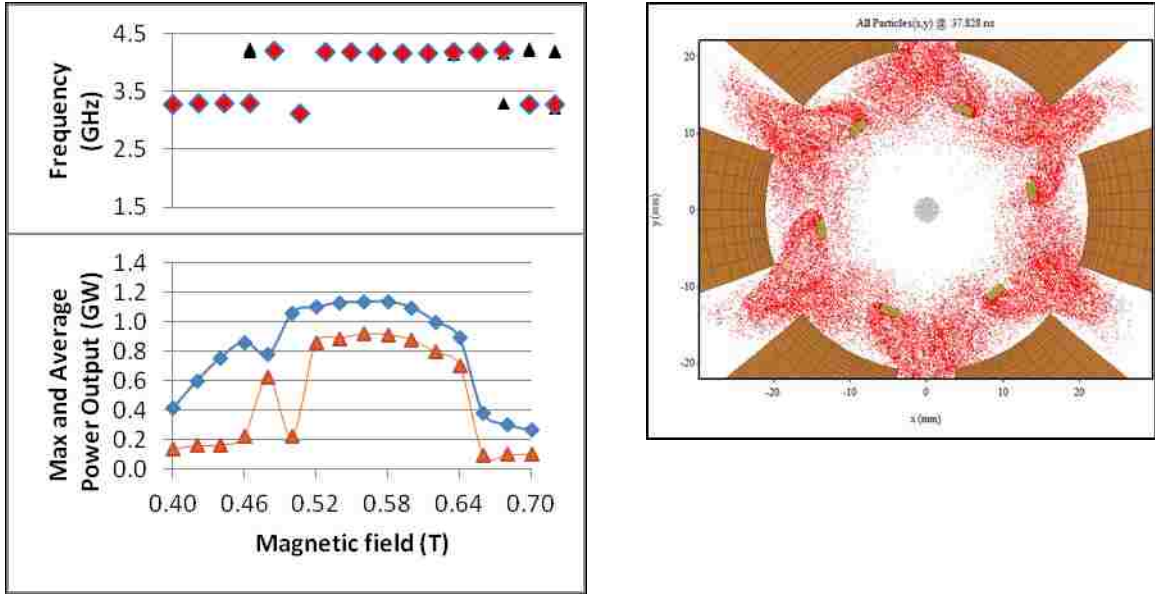 4.5
3.5
2.5
1.5
Frequency
(GHz)
1.4
1.2
1.0
0.8
0.6
0.4
0.2
0.0
Max and Average
Power Output (GW)
0.40 0.46 0.52 0.58 0.64 0.70
Magnetic field (T)
All Particles(x,y) @ 37.828 ns
20
10
0
-10
-20
y (mm)
-20 -10 0 10 20
x (mm)